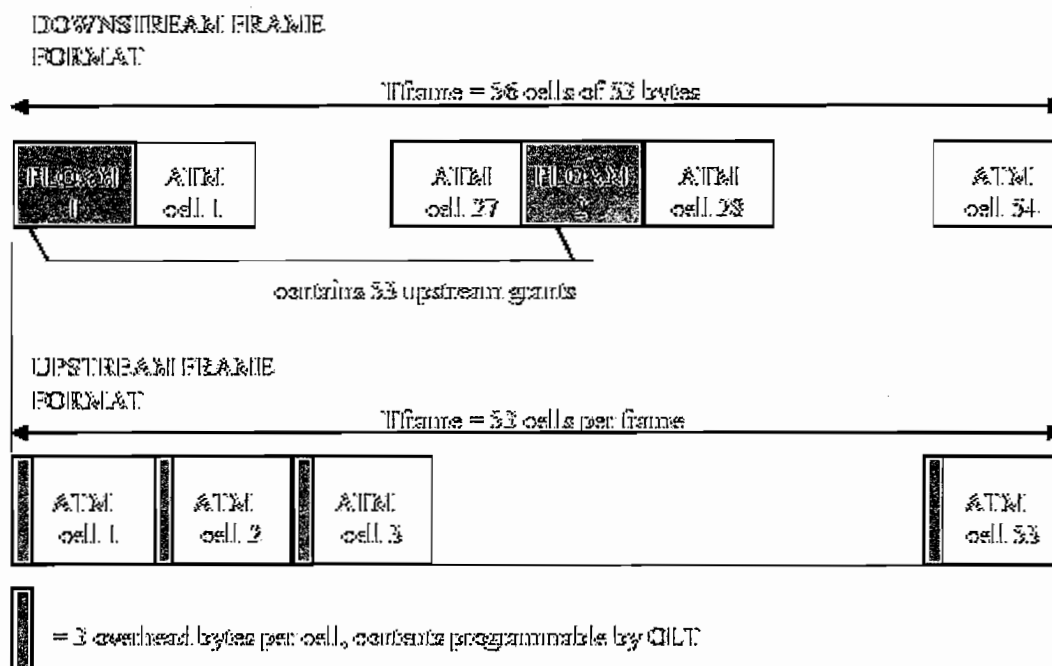 DOWNSTREAM FRAME
FORMAT
Tframe = 56 cells of 53 bytes
PLOAM
1
ATM
cell 1
ATM
cell 27
PLOAM
2
ATM
cell 28
ATM
cell 54
contains 53 upstream grants
UPSTREAM FRAME
FORMAT
Tframe = 53 cells per frame
ATM
cell 1
ATM
cell 2
ATM
cell 3
ATM
cell 53
= 3 overhead bytes per cell, contents programmable by OLT